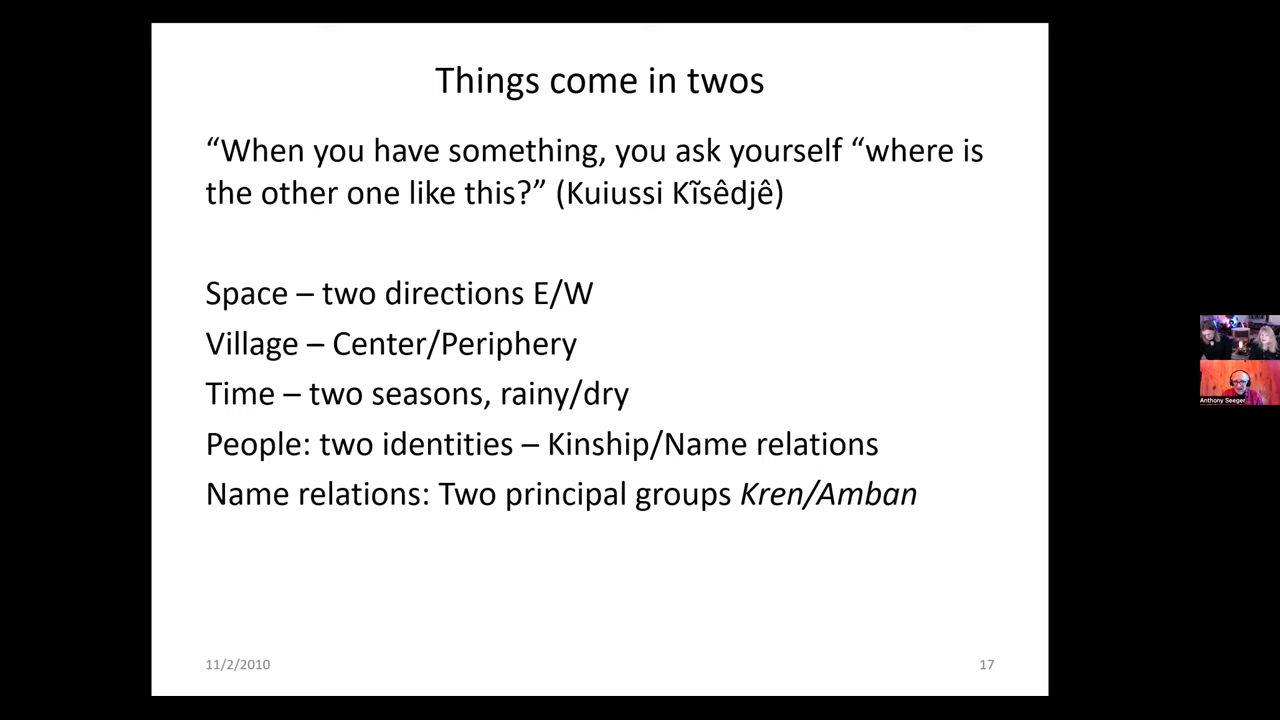 Things come in twos
“When you have something, you ask yourself “where is
the other one like this?” (Kuiussi Kĩsêdjê)
Space – two directions E/W
Village – Center/Periphery
Time – two seasons, rainy/dry
People: two identities – Kinship/Name relations
Name relations: Two principal groups Kren/Amban
11/2/2010
17
Anthony Seeger